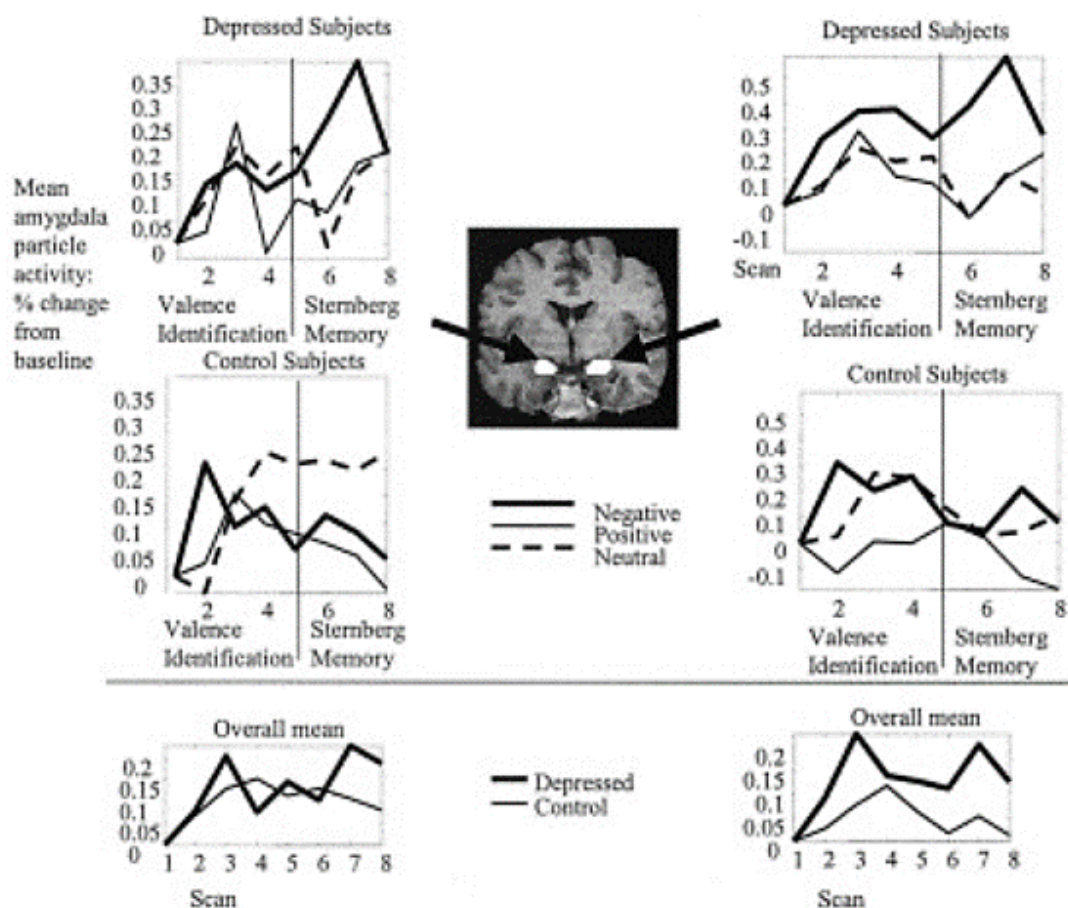 Depressed Subjects
0.35
0.3
0.25
0.2
0.15
0.1
0.05
0
Mean
amygdala
particle
activity:
% change
from
baseline
2 4 6 8
Valence Sternberg
Identification Memory
Depressed Subjects
0.5
0.4
0.3
0.2
0.1
0
-0.1
Scan 2 4 6 8
Valence Sternberg
Identification Memory
Control Subjects
0.35
0.3
0.25
0.2
0.15
0.1
0.05
0
2 4 6 8
Valence Sternberg
Identification Memory
Negative
Positive
Neutral
Control Subjects
0.5
0.4
0.3
0.2
0.1
0
-0.1
2 4 6 8
Valence Sternberg
Identification Memory
Overall mean
0.2
0.15
0.1
0.05
0
1 2 3 4 5 6 7 8
Scan
Depressed
Control
Overall mean
0.2
0.15
0.1
0.05
0
1 2 3 4 5 6 7 8
Scan